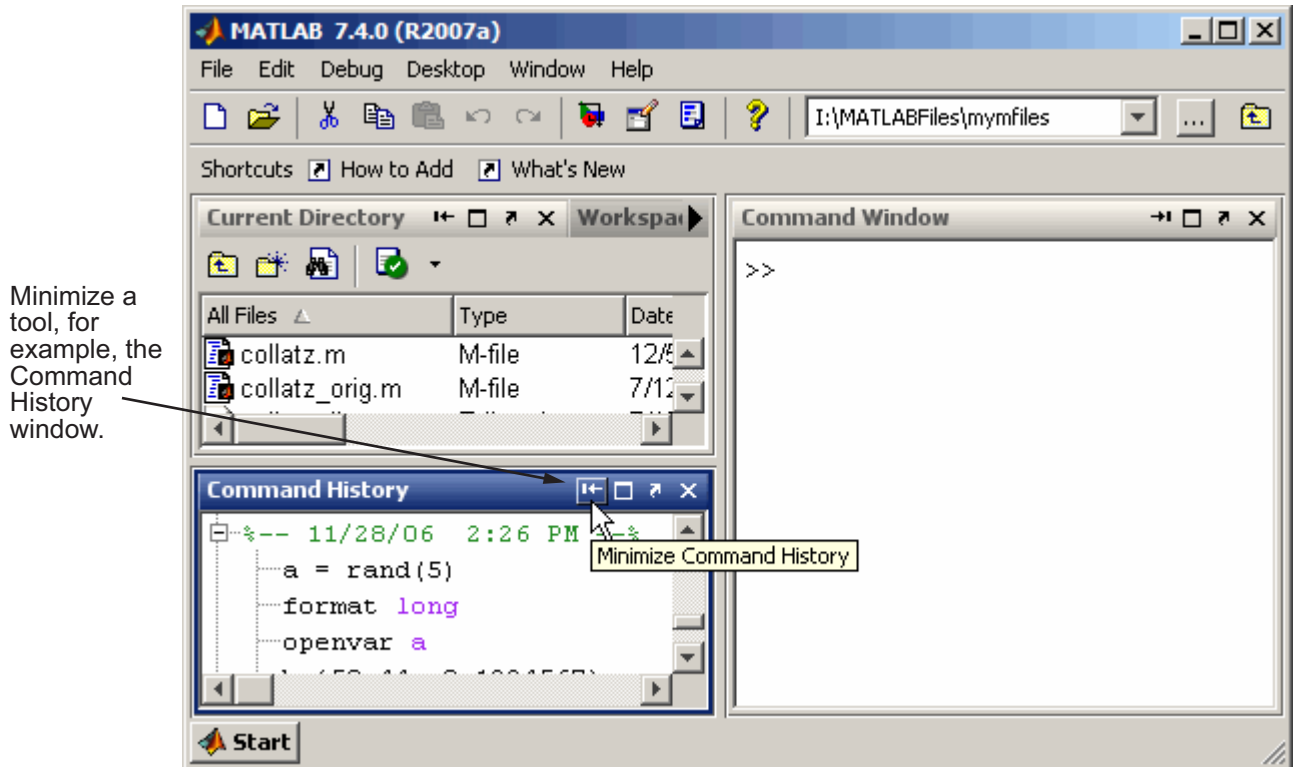 MATLAB 7.4.0 (R2007a)
File Edit Debug Desktop Window Help
I:\MATLABFiles\mymfiles
...
Shortcuts How to Add What's New
Current Directory
Command Window
>>
All Files Type Date
collatz.m M-file
collatz_orig.m M-file
Minimize a
tool, for
example, the
Command
History
window.
Command History
%-- 11/28/06 2:26 PM --%
Minimize Command History
a = rand(5)
format long
openvar a
Start